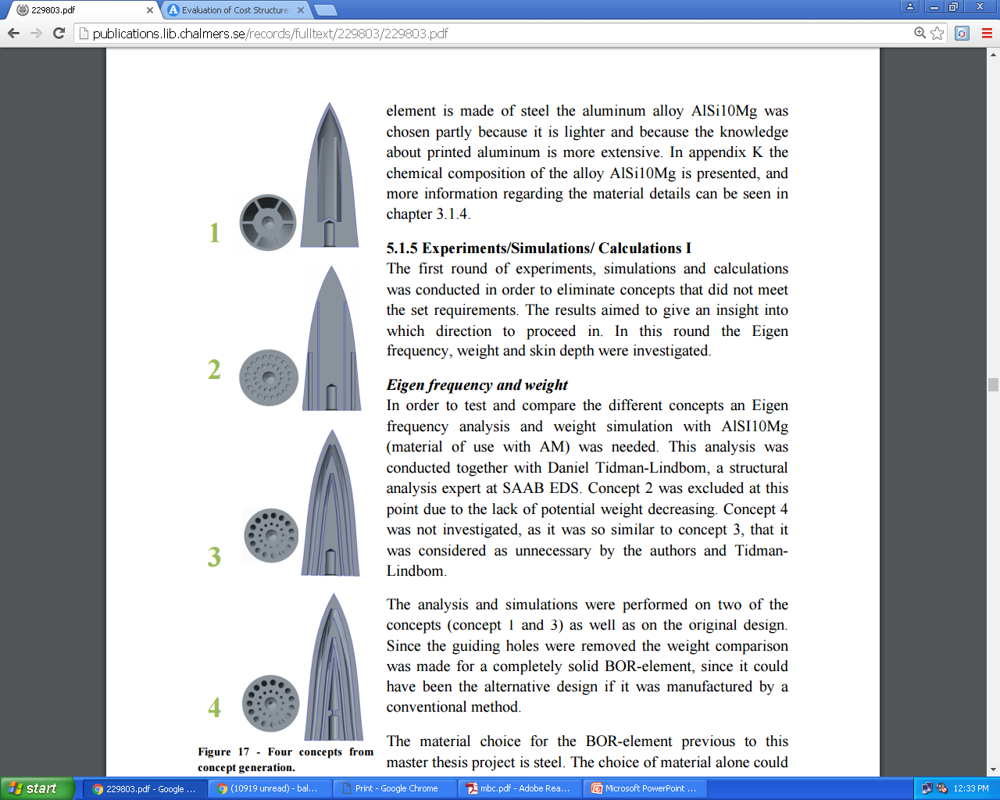 229803.pdf
Evaluation of Cost Structure
publications.lib.chalmers.se/records/fulltext/229803/229803.pdf
element is made of steel the aluminum alloy AlSi10Mg was
chosen partly because it is lighter and because the knowledge
about printed aluminum is more extensive. In appendix K the
chemical composition of the alloy AlSi10Mg is presented, and
more information regarding the material details can be seen in
chapter 3.1.4.
5.1.5 Experiments/Simulations/ Calculations I
The first round of experiments, simulations and calculations
was conducted in order to eliminate concepts that did not meet
the set requirements. The results aimed to give an insight into
which direction to proceed in. In this round the Eigen
frequency, weight and skin depth were investigated.
Eigen frequency and weight
In order to test and compare the different concepts an Eigen
frequency analysis and weight simulation with AlSI10Mg
(material of use with AM) was needed. This analysis was
conducted together with Daniel Tidman-Lindbom, a structural
analysis expert at SAAB EDS. Concept 2 was excluded at this
point due to the lack of potential weight decreasing. Concept 4
was not investigated, as it was so similar to concept 3, that it
was considered as unnecessary by the authors and Tidman-
Lindbom.
The analysis and simulations were performed on two of the
concepts (concept 1 and 3) as well as on the original design.
Since the guiding holes were removed the weight comparison
was made for a completely solid BOR-element, since it could
have been the alternative design if it was manufactured by a
conventional method.
The material choice for the BOR-element previous to this
master thesis project is steel. The choice of material alone could
1
2
3
4
Figure 17 - Four concepts from
concept generation.
start
229803.pdf - Google ...
(10919 unread) - bal...
Print - Google Chrome
mbc.pdf - Adobe Rea...
Microsoft PowerPoint ...
12:33 PM